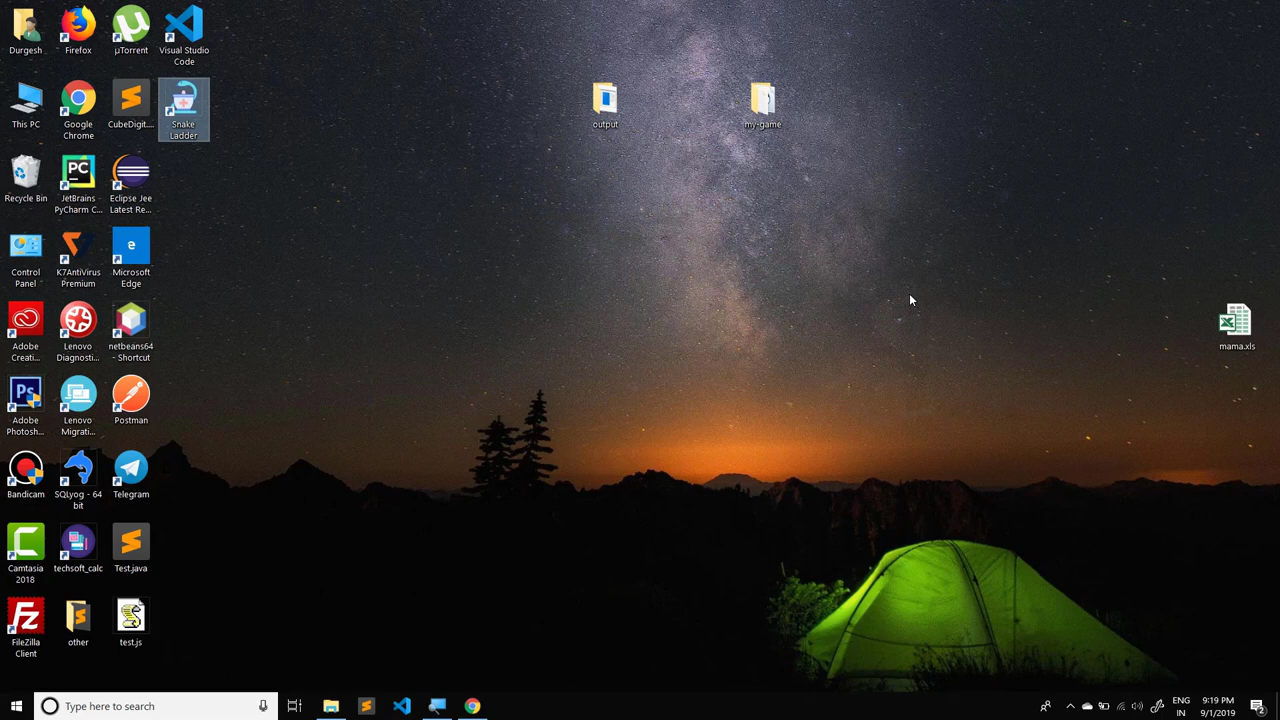 Durgesh
Firefox
µTorrent
Visual Studio
Code
This PC
Google
Chrome
CubeDigit....
Snake
Ladder
output
my-game
Recycle Bin
JetBrains
PyCharm C...
Eclipse Jee
Latest Re...
Control
Panel
K7AntiVirus
Premium
Microsoft
Edge
Adobe
Creati...
Lenovo
Diagnosti...
netbeans64
- Shortcut
mama.xls
Adobe
Photosh...
Lenovo
Migrati...
Postman
Bandicam
SQLyog - 64
bit
Telegram
Camtasia
2018
techsoft_calc
Test.java
FileZilla
Client
other
test.js
Type here to search
ENG
IN
9:19 PM
9/1/2019
2